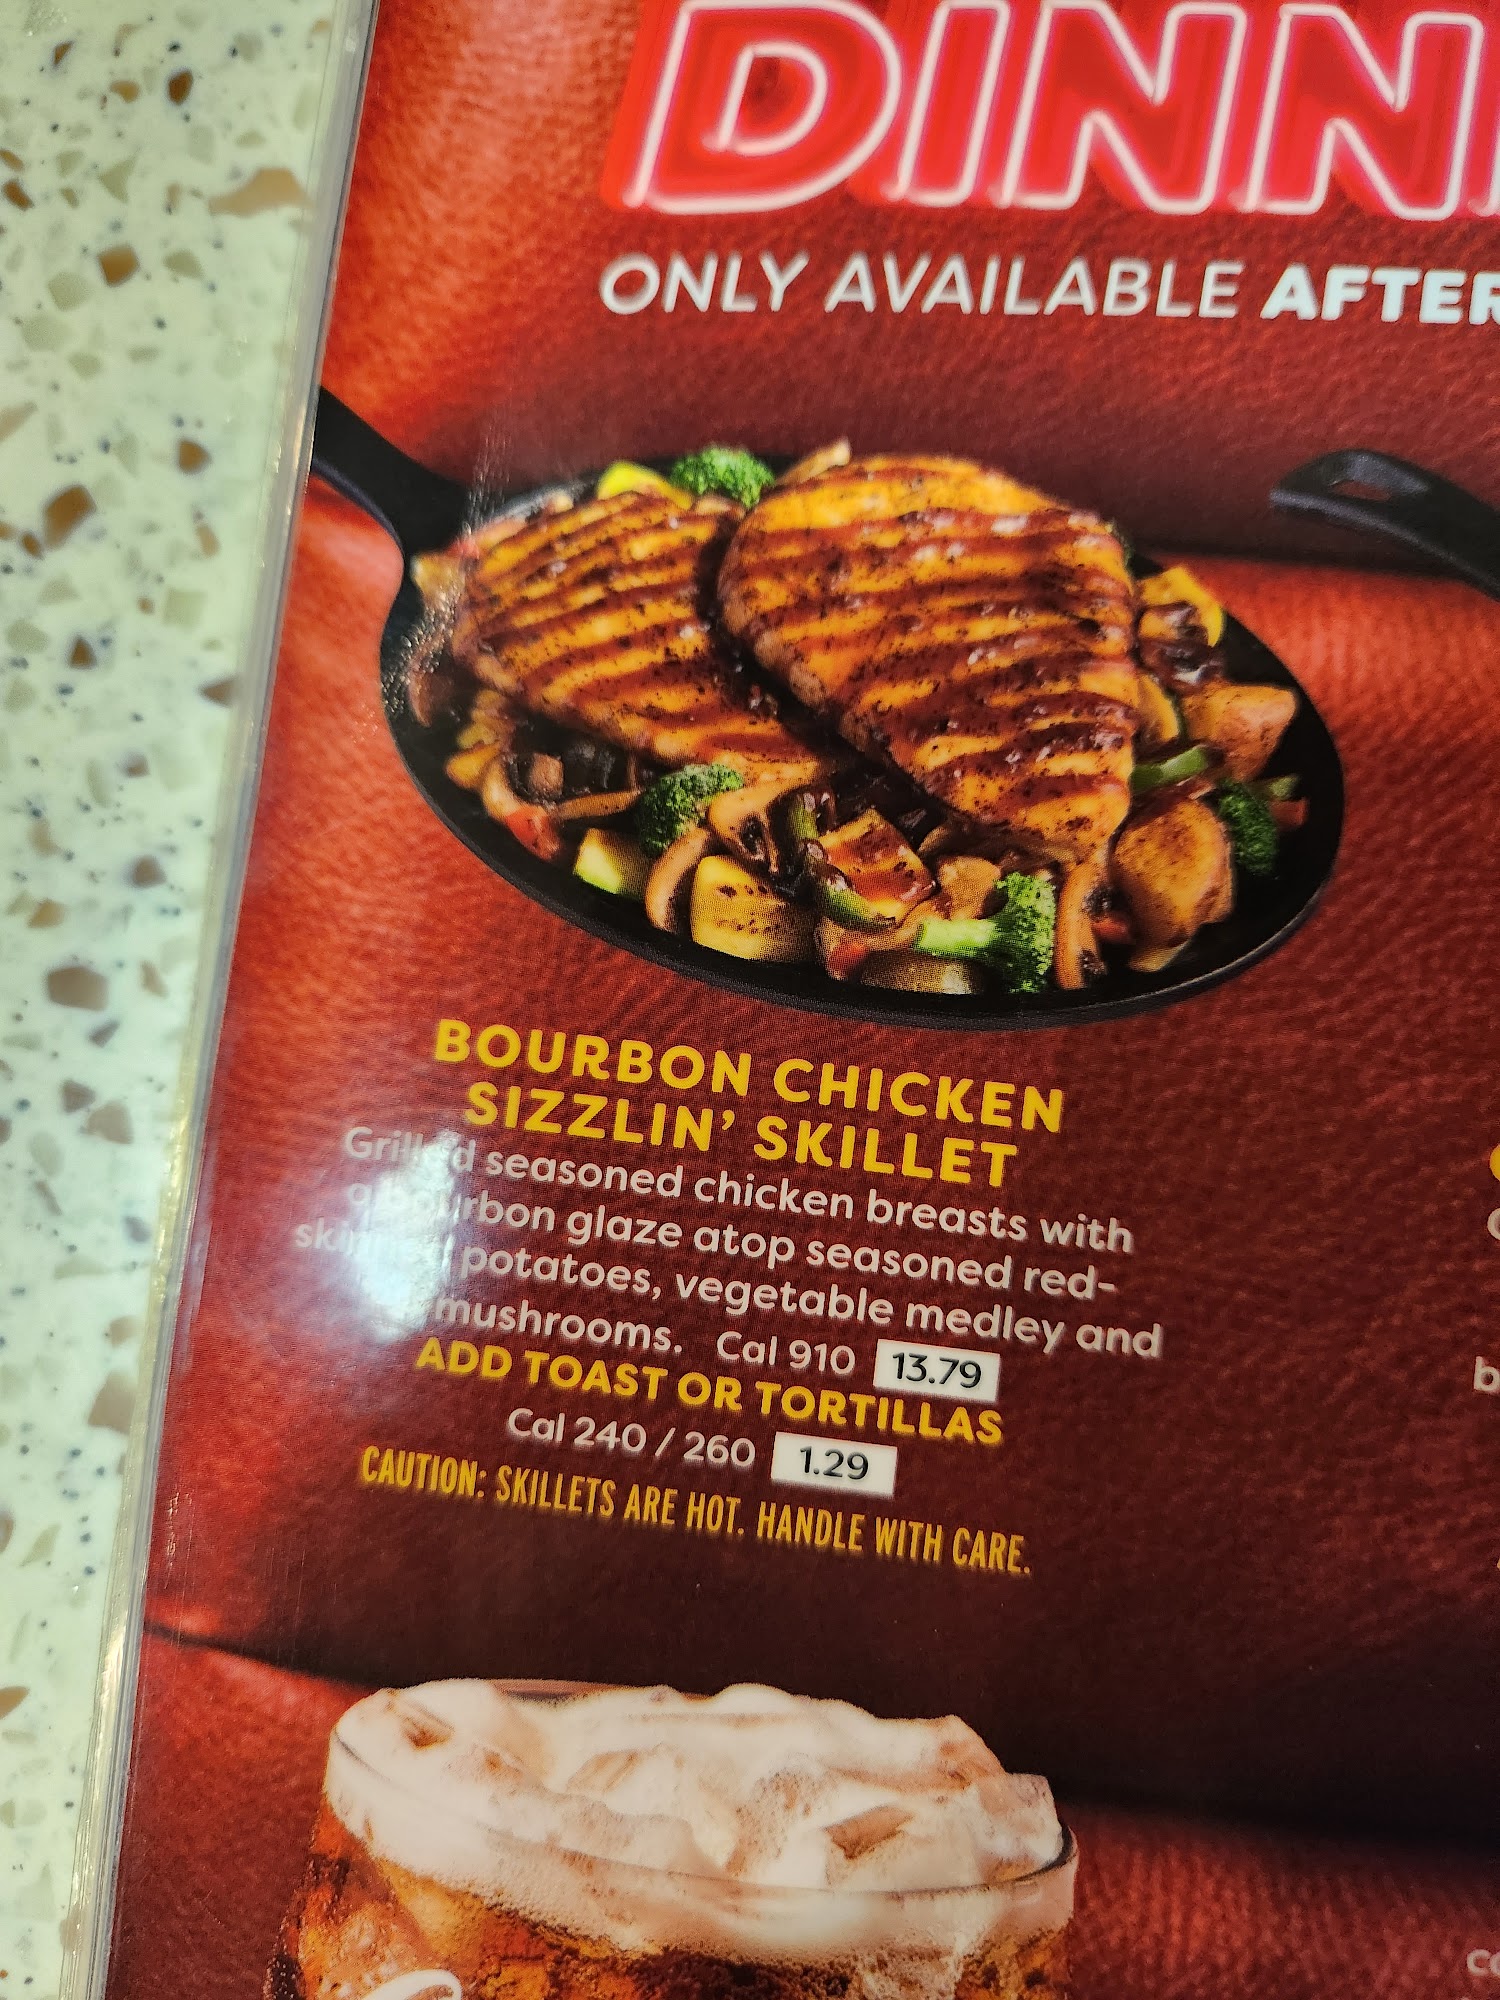 DINN
ONLY AVAILABLE AFTER
BOURBON CHICKEN
SIZZLIN' SKILLET
Grilled seasoned chicken breasts with
a bourbon glaze atop seasoned red-
potatoes, vegetable medley and
mushrooms. Cal 910 13.79
ADD TOAST OR TORTILLAS
Cal 240 / 260 1.29
CAUTION: SKILLETS ARE HOT. HANDLE WITH CARE.